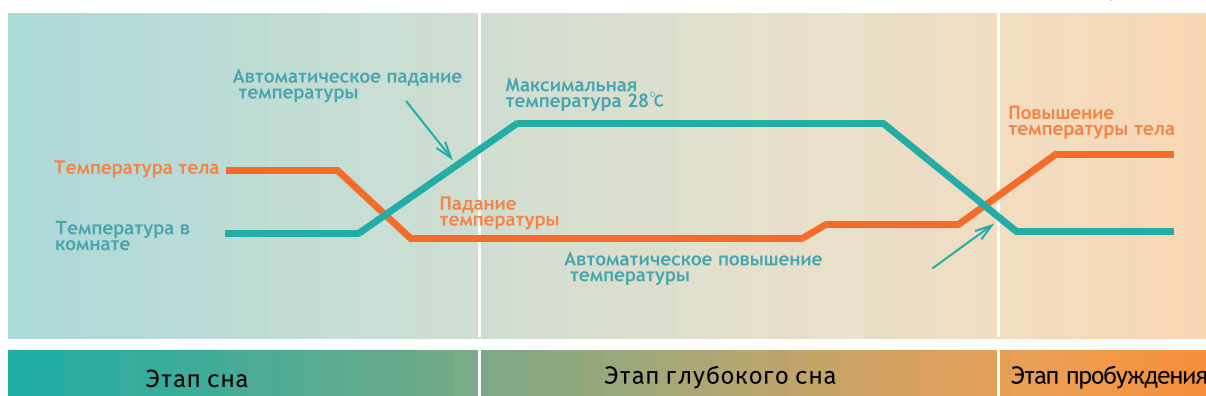 Автоматическое падание
температуры
Максимальная
температура 28℃
Повышение
температуры тела
Температура тела
Падание
температуры
Температура в
комнате
Автоматическое повышение
температуры
Этап сна
Этап глубокого сна
Этап пробуждения